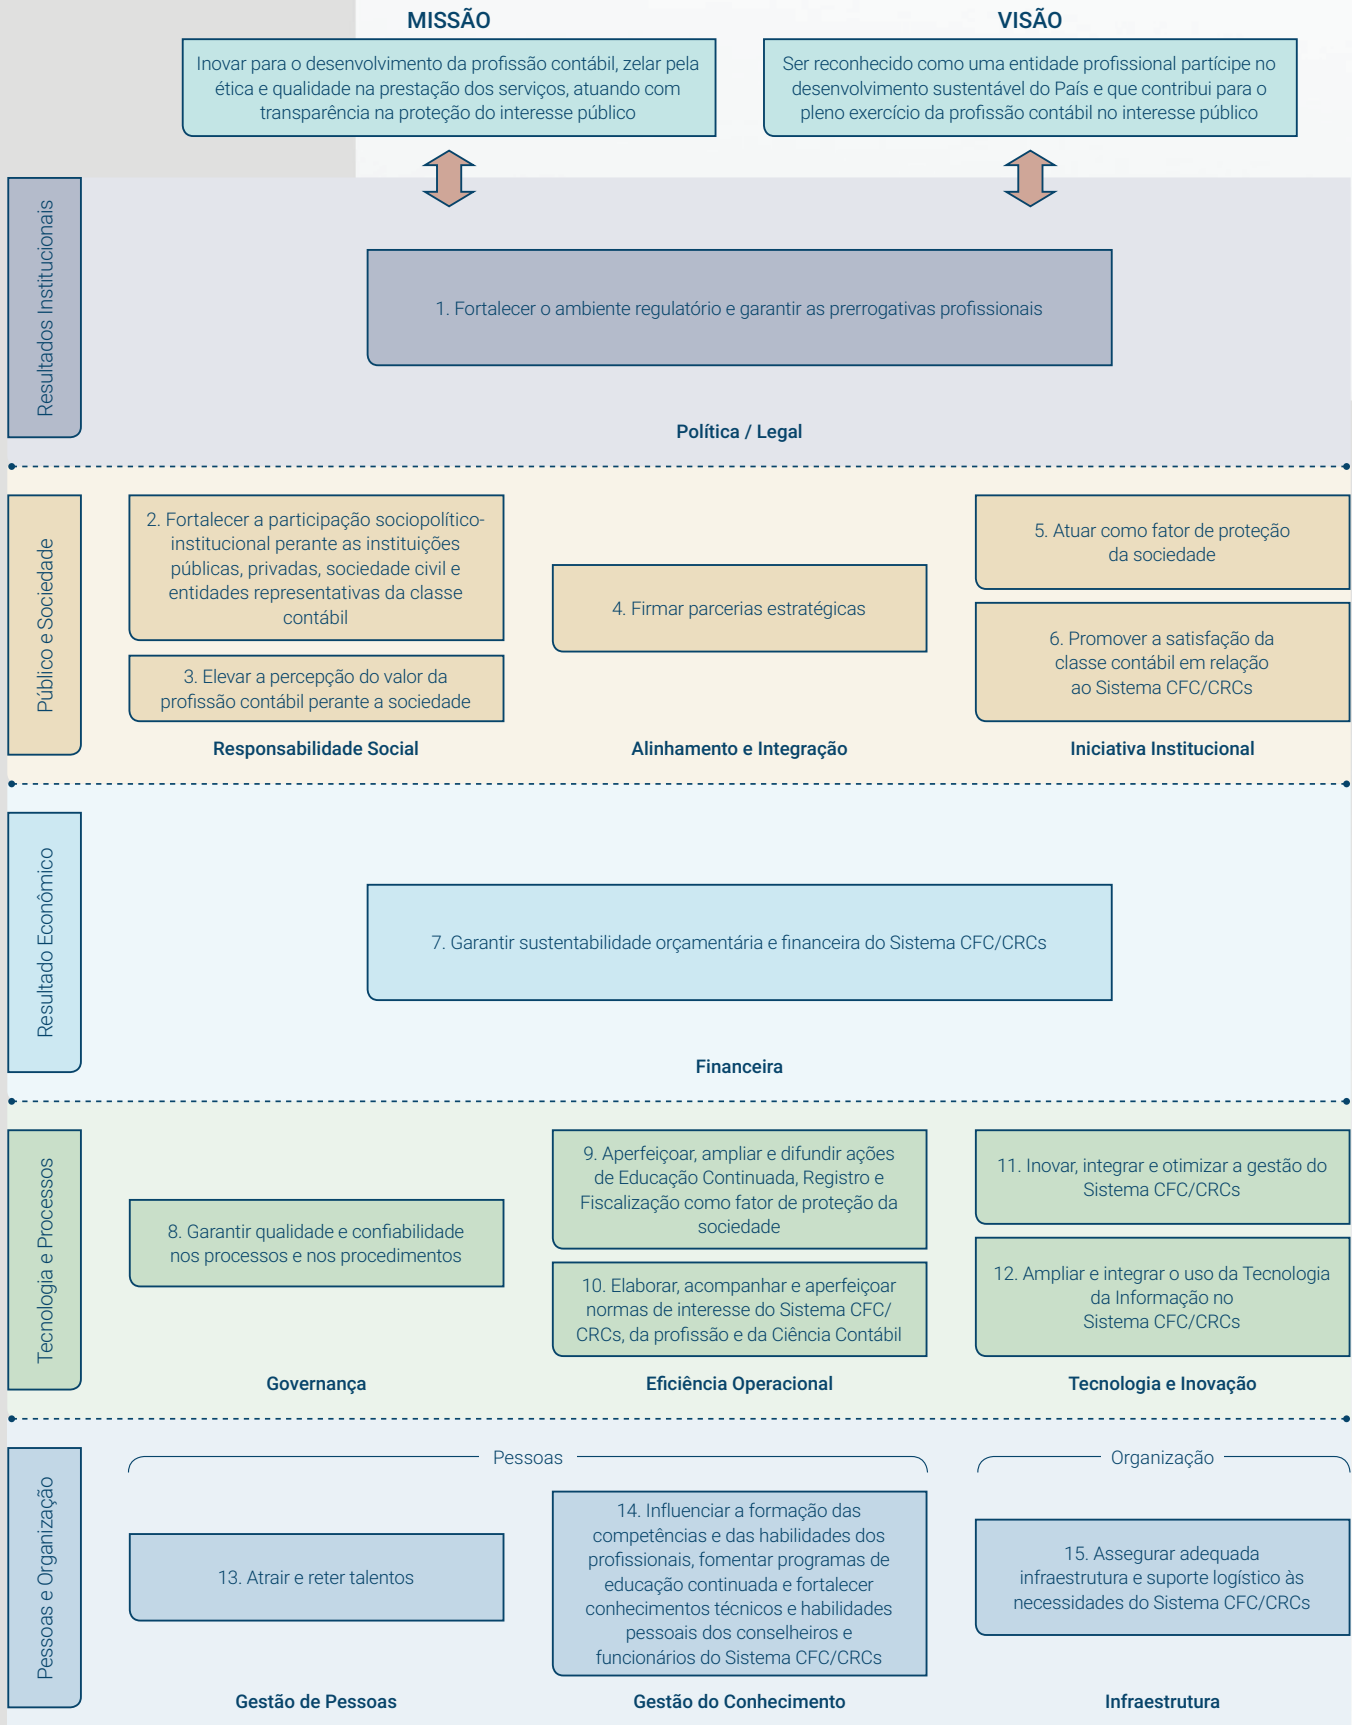 MISSÃO
Inovar para o desenvolvimento da profissão contábil, zelar pela
ética e qualidade na prestação dos serviços, atuando com
transparência na proteção do interesse público
VISÃO
Ser reconhecido como uma entidade profissional partícipe no
desenvolvimento sustentável do País e que contribui para o
pleno exercício da profissão contábil no interesse público
Resultados Institucionais
1. Fortalecer o ambiente regulatório e garantir as prerrogativas profissionais
Política / Legal
Público e Sociedade
2. Fortalecer a participação sociopolítico-
institucional perante as instituições
públicas, privadas, sociedade civil e
entidades representativas da classe
contábil
3. Elevar a percepção do valor da
profissão contábil perante a sociedade
Responsabilidade Social
4. Firmar parcerias estratégicas
Alinhamento e Integração
5. Atuar como fator de proteção
da sociedade
6. Promover a satisfação da
classe contábil em relação
ao Sistema CFC/CRCs
Iniciativa Institucional
Resultado Econômico
7. Garantir sustentabilidade orçamentária e financeira do Sistema CFC/CRCs
Financeira
Tecnologia e Processos
8. Garantir qualidade e confiabilidade
nos processos e nos procedimentos
Governança
9. Aperfeiçoar, ampliar e difundir ações
de Educação Continuada, Registro e
Fiscalização como fator de proteção da
sociedade
10. Elaborar, acompanhar e aperfeiçoar
normas de interesse do Sistema CFC/
CRCs, da profissão e da Ciência Contábil
Eficiência Operacional
11. Inovar, integrar e otimizar a gestão do
Sistema CFC/CRCs
12. Ampliar e integrar o uso da Tecnologia
da Informação no
Sistema CFC/CRCs
Tecnologia e Inovação
Pessoas e Organização
Pessoas
13. Atrair e reter talentos
Gestão de Pessoas
14. Influenciar a formação das
competências e das habilidades dos
profissionais, fomentar programas de
educação continuada e fortalecer
conhecimentos técnicos e habilidades
pessoais dos conselheiros e
funcionários do Sistema CFC/CRCs
Gestão do Conhecimento
Organização
15. Assegurar adequada
infraestrutura e suporte logístico às
necessidades do Sistema CFC/CRCs
Infraestrutura